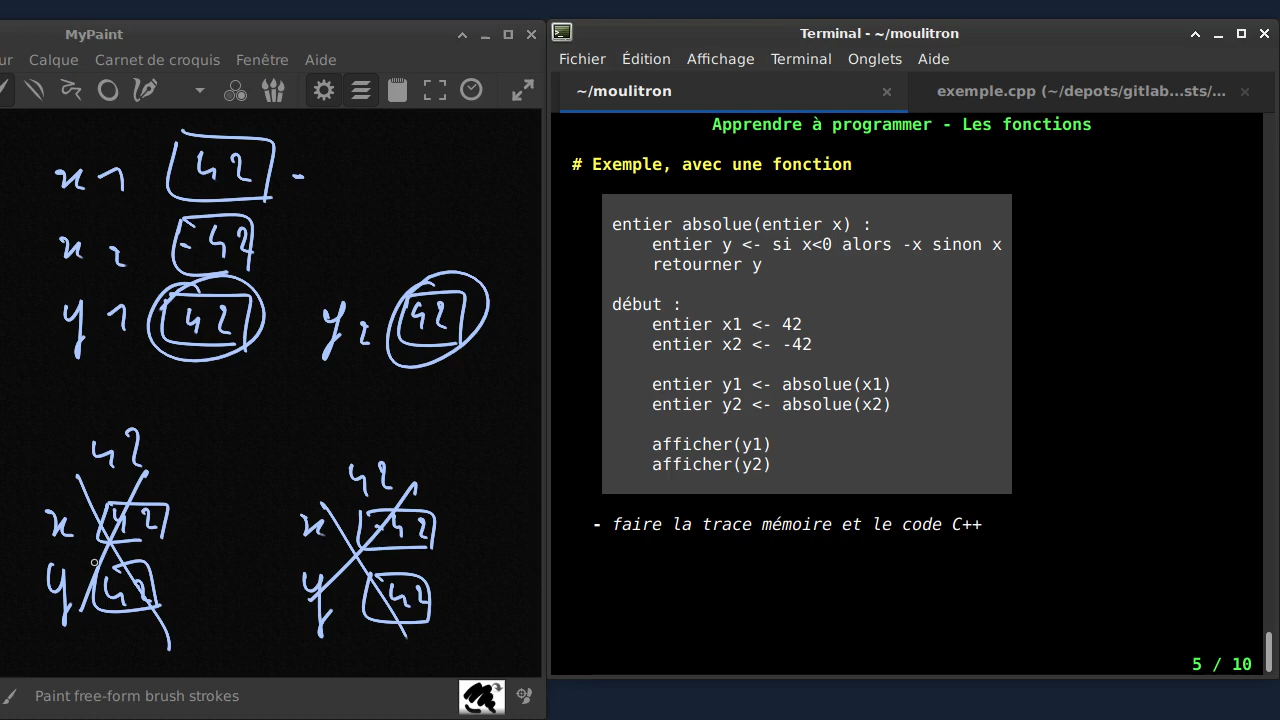 MyPaint
ur Calque Carnet de croquis Fenêtre Aide
x1 42 -
x2 -42
y1 42 y2 42
42 42
x 42 x -42
y 42 y 42
Paint free-form brush strokes
Terminal - ~/moulitron
Fichier Édition Affichage Terminal Onglets Aide
~/moulitron exemple.cpp (~/depots/gitlab...sts/...
Apprendre à programmer - Les fonctions
# Exemple, avec une fonction
entier absolue(entier x) :
entier y <- si x<0 alors -x sinon x
retourner y
début :
entier x1 <- 42
entier x2 <- -42
entier y1 <- absolue(x1)
entier y2 <- absolue(x2)
afficher(y1)
afficher(y2)
- faire la trace mémoire et le code C++
5 / 10